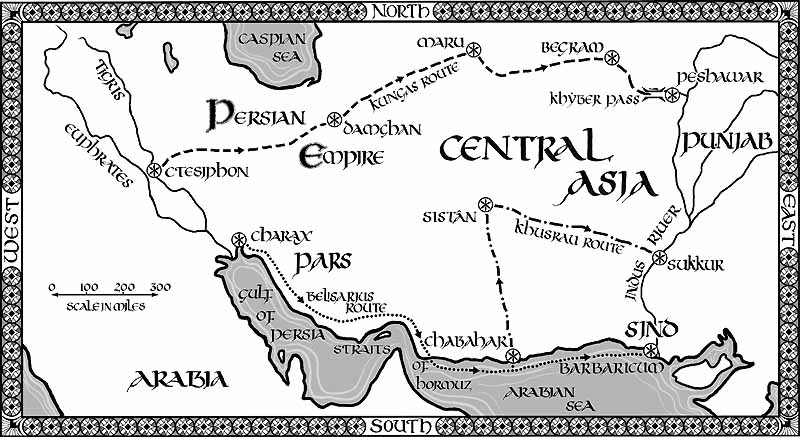 NORTH
CASPIAN
SEA
MARU
BEGRAM
PESHAWAR
KHYBER PASS
KUNGAS ROUTE
TIGRIS
EUPHRATES
PERSIAN
EMPIRE
DAMGHAN
CTESIPHON
CENTRAL
ASIA
PUNJAB
WEST
EAST
SISTÂN
KHUSRAU ROUTE
INDUS RIVER
SUKKUR
CHARAX
PARS
BELISARIUS
ROUTE
0 100 200 300
SCALE IN MILES
GULF
OF
PERSIA
STRAITS
OF
HORMUZ
CHABAHAR
SIND
BARBARICUM
ARABIA
ARABIAN
SEA
SOUTH